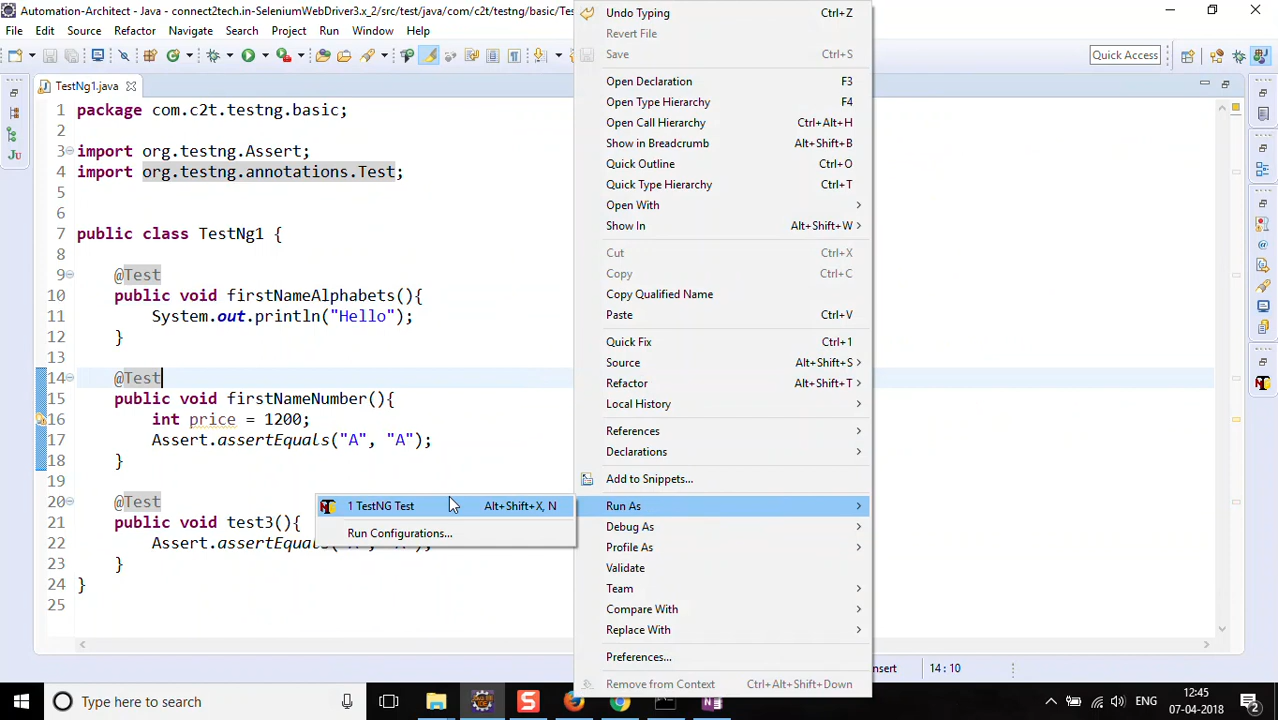 Automation-Architect - Java - connect2tech.in-SeleniumWebDriver3.x_2/src/test/java/com/c2t/testng/basic/Tes
File Edit Source Refactor Navigate Search Project Run Window Help
Quick Access
TestNg1.java
1 package com.c2t.testng.basic;
2
3 import org.testng.Assert;
4 import org.testng.annotations.Test;
5
6
7 public class TestNg1 {
8
9 @Test
10 public void firstNameAlphabets(){
11 System.out.println("Hello");
12 }
13
14 @Test
15 public void firstNameNumber(){
16 int price = 1200;
17 Assert.assertEquals("A", "A");
18 }
19
20 @Test
21 public void test3(){
22 Assert.assertEquals
23 }
24 }
25
Undo Typing Ctrl+Z
Revert File
Save Ctrl+S
Open Declaration F3
Open Type Hierarchy F4
Open Call Hierarchy Ctrl+Alt+H
Show in Breadcrumb Alt+Shift+B
Quick Outline Ctrl+O
Quick Type Hierarchy Ctrl+T
Open With
Show In Alt+Shift+W
Cut Ctrl+X
Copy Ctrl+C
Copy Qualified Name
Paste Ctrl+V
Quick Fix Ctrl+1
Source Alt+Shift+S
Refactor Alt+Shift+T
Local History
References
Declarations
Add to Snippets...
Run As
Debug As
Profile As
Validate
Team
Compare With
Replace With
Preferences...
Remove from Context Ctrl+Alt+Shift+Down
1 TestNG Test Alt+Shift+X, N
Run Configurations...
nsert 14 : 10
Type here to search
ENG
12:45
07-04-2018
2